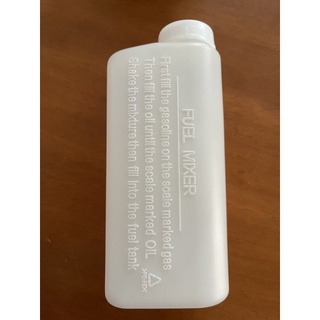 FUEL MIXER
First fill the gasoline on the scale marked gas
Then fill the oil until the scale marked OIL
Shake the mixture then fill into the fuel tank